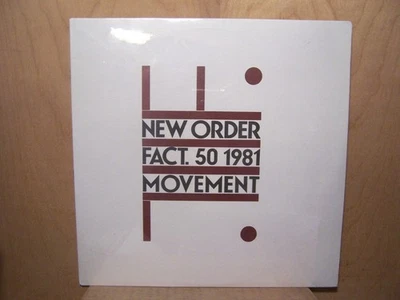 NEW ORDER
FACT. 50 1981
MOVEMENT